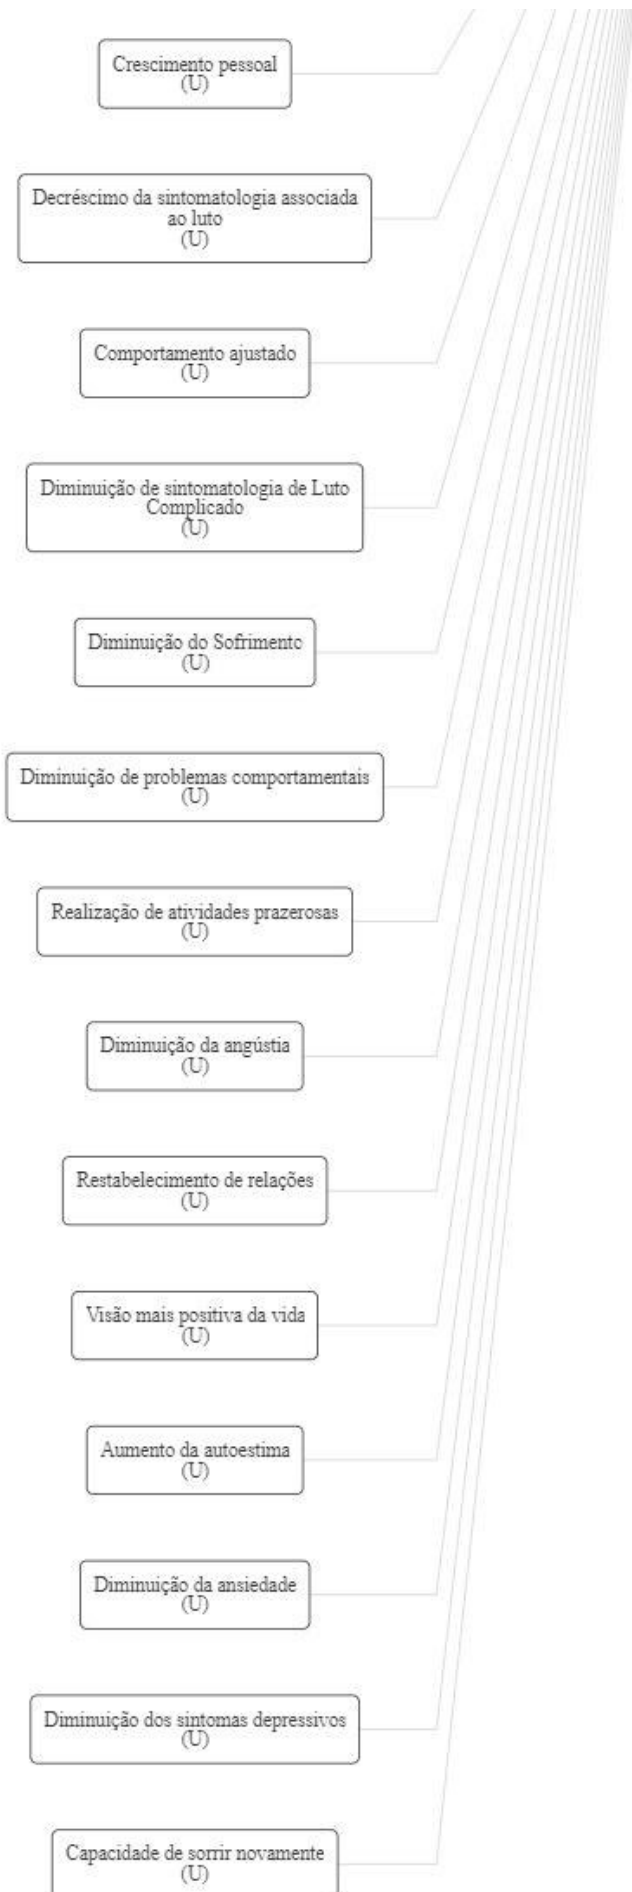 Crescimento pessoal
(U)
Decréscimo da sintomatologia associada
ao luto
(U)
Comportamento ajustado
(U)
Diminuição de sintomatologia de Luto
Complicado
(U)
Diminuição do Sofrimento
(U)
Diminuição de problemas comportamentais
(U)
Realização de atividades prazerosas
(U)
Diminuição da angústia
(U)
Restabelecimento de relações
(U)
Visão mais positiva da vida
(U)
Aumento da autoestima
(U)
Diminuição da ansiedade
(U)
Diminuição dos sintomas depressivos
(U)
Capacidade de sorrir novamente
(U)